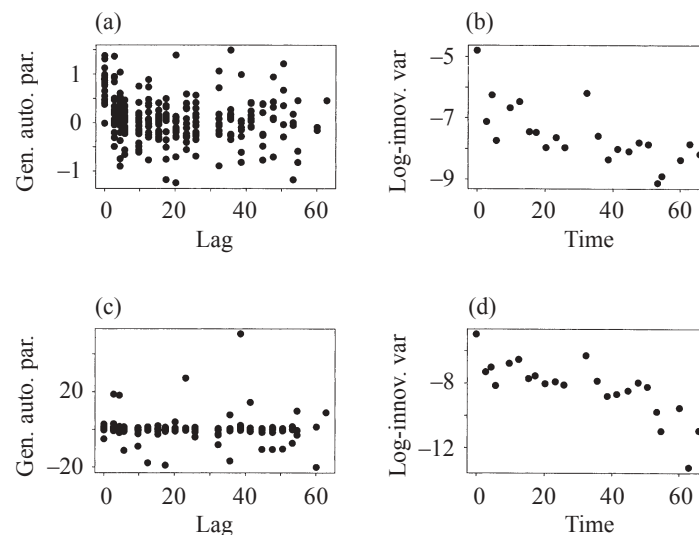 (a)
Gen. auto. par.
1
0
−1
0 20 40 60
Lag
(b)
Log-innov. var
−5
−7
−9
0 20 40 60
Time
(c)
Gen. auto. par.
20
0
−20
0 20 40 60
Lag
(d)
Log-innov. var
−8
−12
0 20 40 60
Time